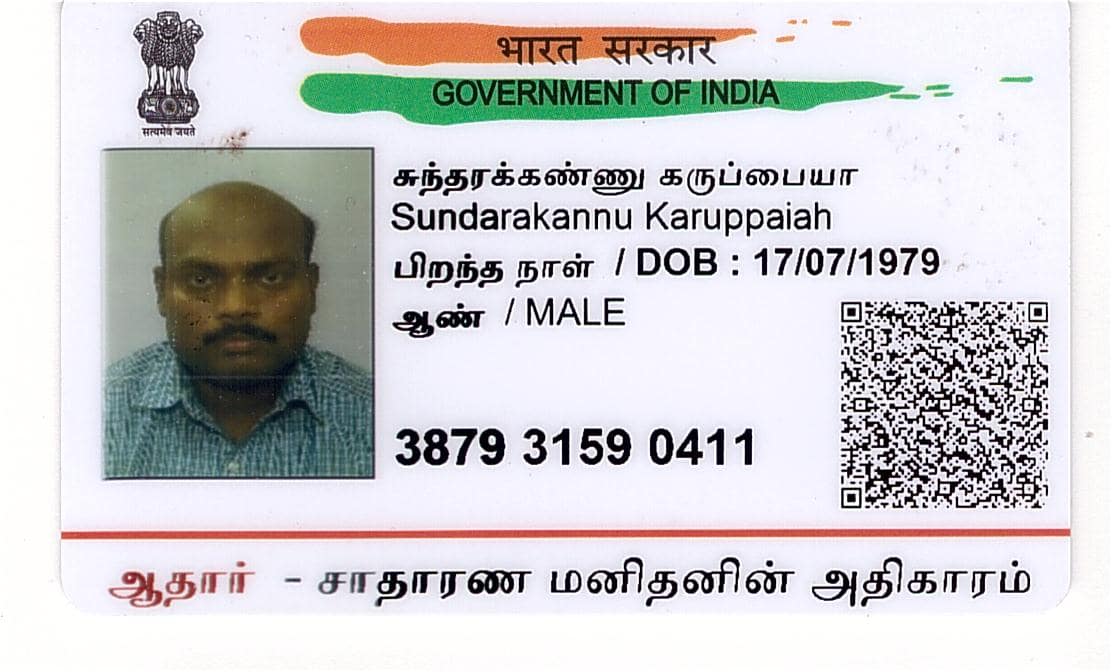 भारत सरकार
GOVERNMENT OF INDIA
सत्यमेव जयते
சுந்தரக்கண்ணு கருப்பையா
Sundarakannu Karuppaiah
பிறந்த நாள் / DOB : 17/07/1979
ஆண் / MALE
3879 3159 0411
ஆதார் - சாதாரண மனிதனின் அதிகாரம்